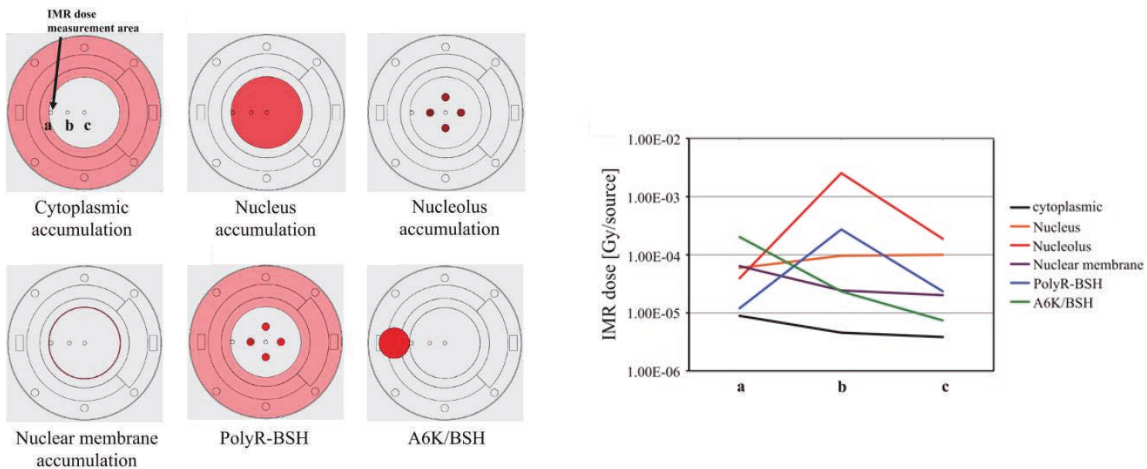 IMR dose
measurement area
a b c
Cytoplasmic
accumulation
Nucleus
accumulation
Nucleolus
accumulation
Nuclear membrane
accumulation
PolyR-BSH
A6K/BSH
IMR dose [Gy/source]
1.00E-02
1.00E-03
1.00E-04
1.00E-05
1.00E-06
a b c
cytoplasmic
Nucleus
Nucleolus
Nuclear membrane
PolyR-BSH
A6K/BSH